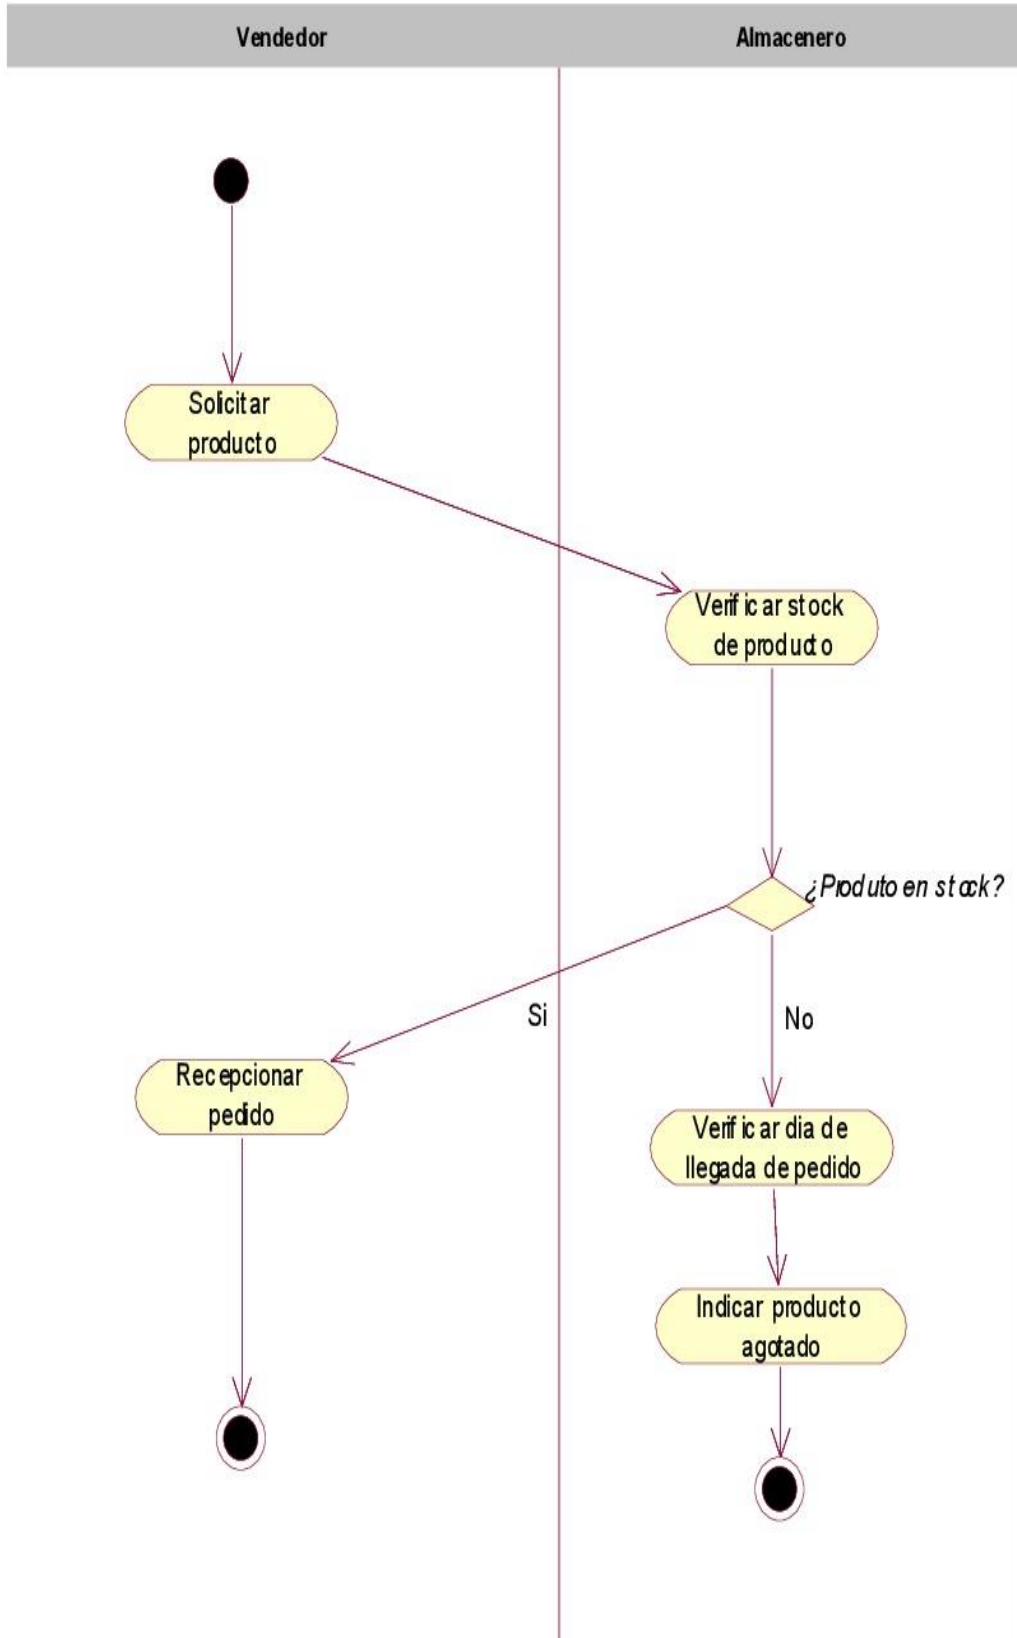 Vendedor
Almacenero
Solicitar
producto
Verificar stock
de producto
¿Produto en stock?
Si
No
Recepcionar
pedido
Verificar dia de
llegada de pedido
Indicar producto
agotado